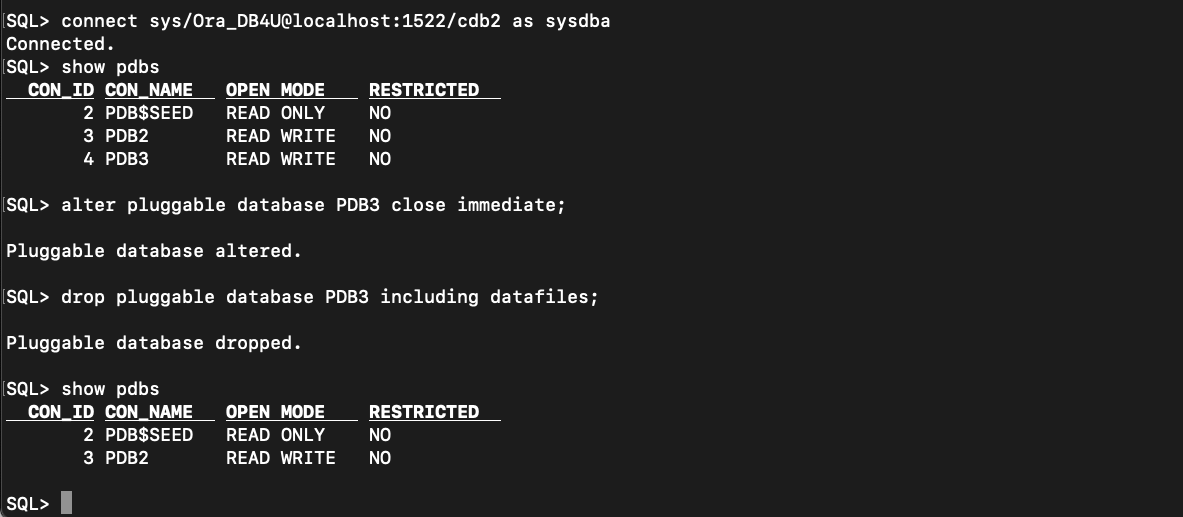 SQL> connect sys/Ora_DB4U@localhost:1522/cdb2 as sysdba
Connected.
SQL> show pdbs
CON_ID CON_NAME OPEN MODE RESTRICTED
2 PDB$SEED READ ONLY NO
3 PDB2 READ WRITE NO
4 PDB3 READ WRITE NO
SQL> alter pluggable database PDB3 close immediate;
Pluggable database altered.
SQL> drop pluggable database PDB3 including datafiles;
Pluggable database dropped.
SQL> show pdbs
CON_ID CON_NAME OPEN MODE RESTRICTED
2 PDB$SEED READ ONLY NO
3 PDB2 READ WRITE NO
SQL>